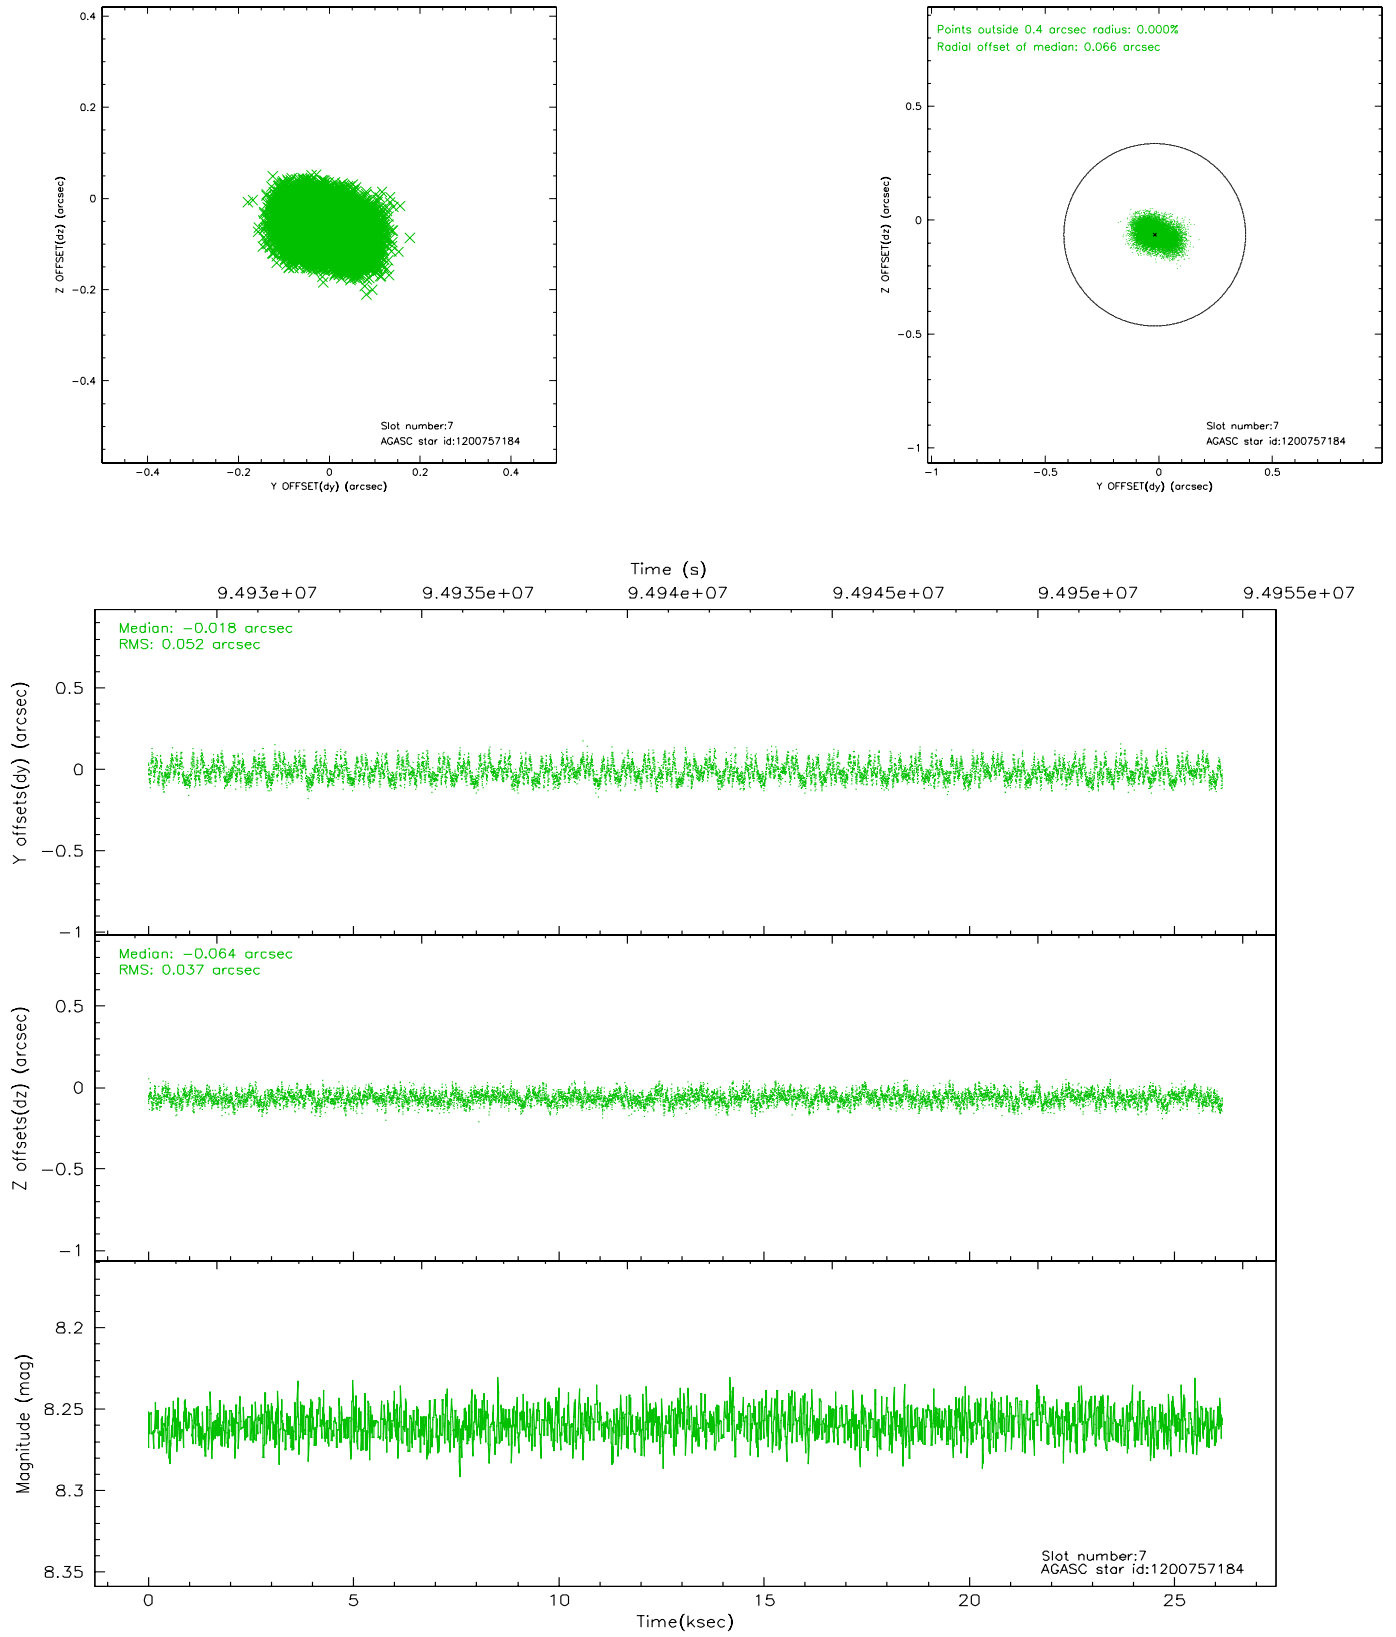 0.4
0.2
0
−0.2
−0.4
Z OFFSET(dz) (arcsec)
Slot number:7
AGASC star id:1200757184
−0.4 −0.2 0 0.2 0.4
Y OFFSET(dy) (arcsec)
Points outside 0.4 arcsec radius: 0.000%
Radial offset of median: 0.066 arcsec
0.5
0
−0.5
−1
Z OFFSET(dz) (arcsec)
Slot number:7
AGASC star id:1200757184
−1 −0.5 0 0.5
Y OFFSET(dy) (arcsec)
Time (s)
9.493e+07 9.4935e+07 9.494e+07 9.4945e+07 9.495e+07 9.4955e+07
Median: −0.018 arcsec
RMS: 0.052 arcsec
0.5
0
−0.5
−1
Y offsets(dy) (arcsec)
Median: −0.064 arcsec
RMS: 0.037 arcsec
0.5
0
−0.5
−1
Z offsets(dz) (arcsec)
8.2
8.25
8.3
8.35
Magnitude (mag)
Slot number:7
AGASC star id:1200757184
0 5 10 15 20 25
Time(ksec)